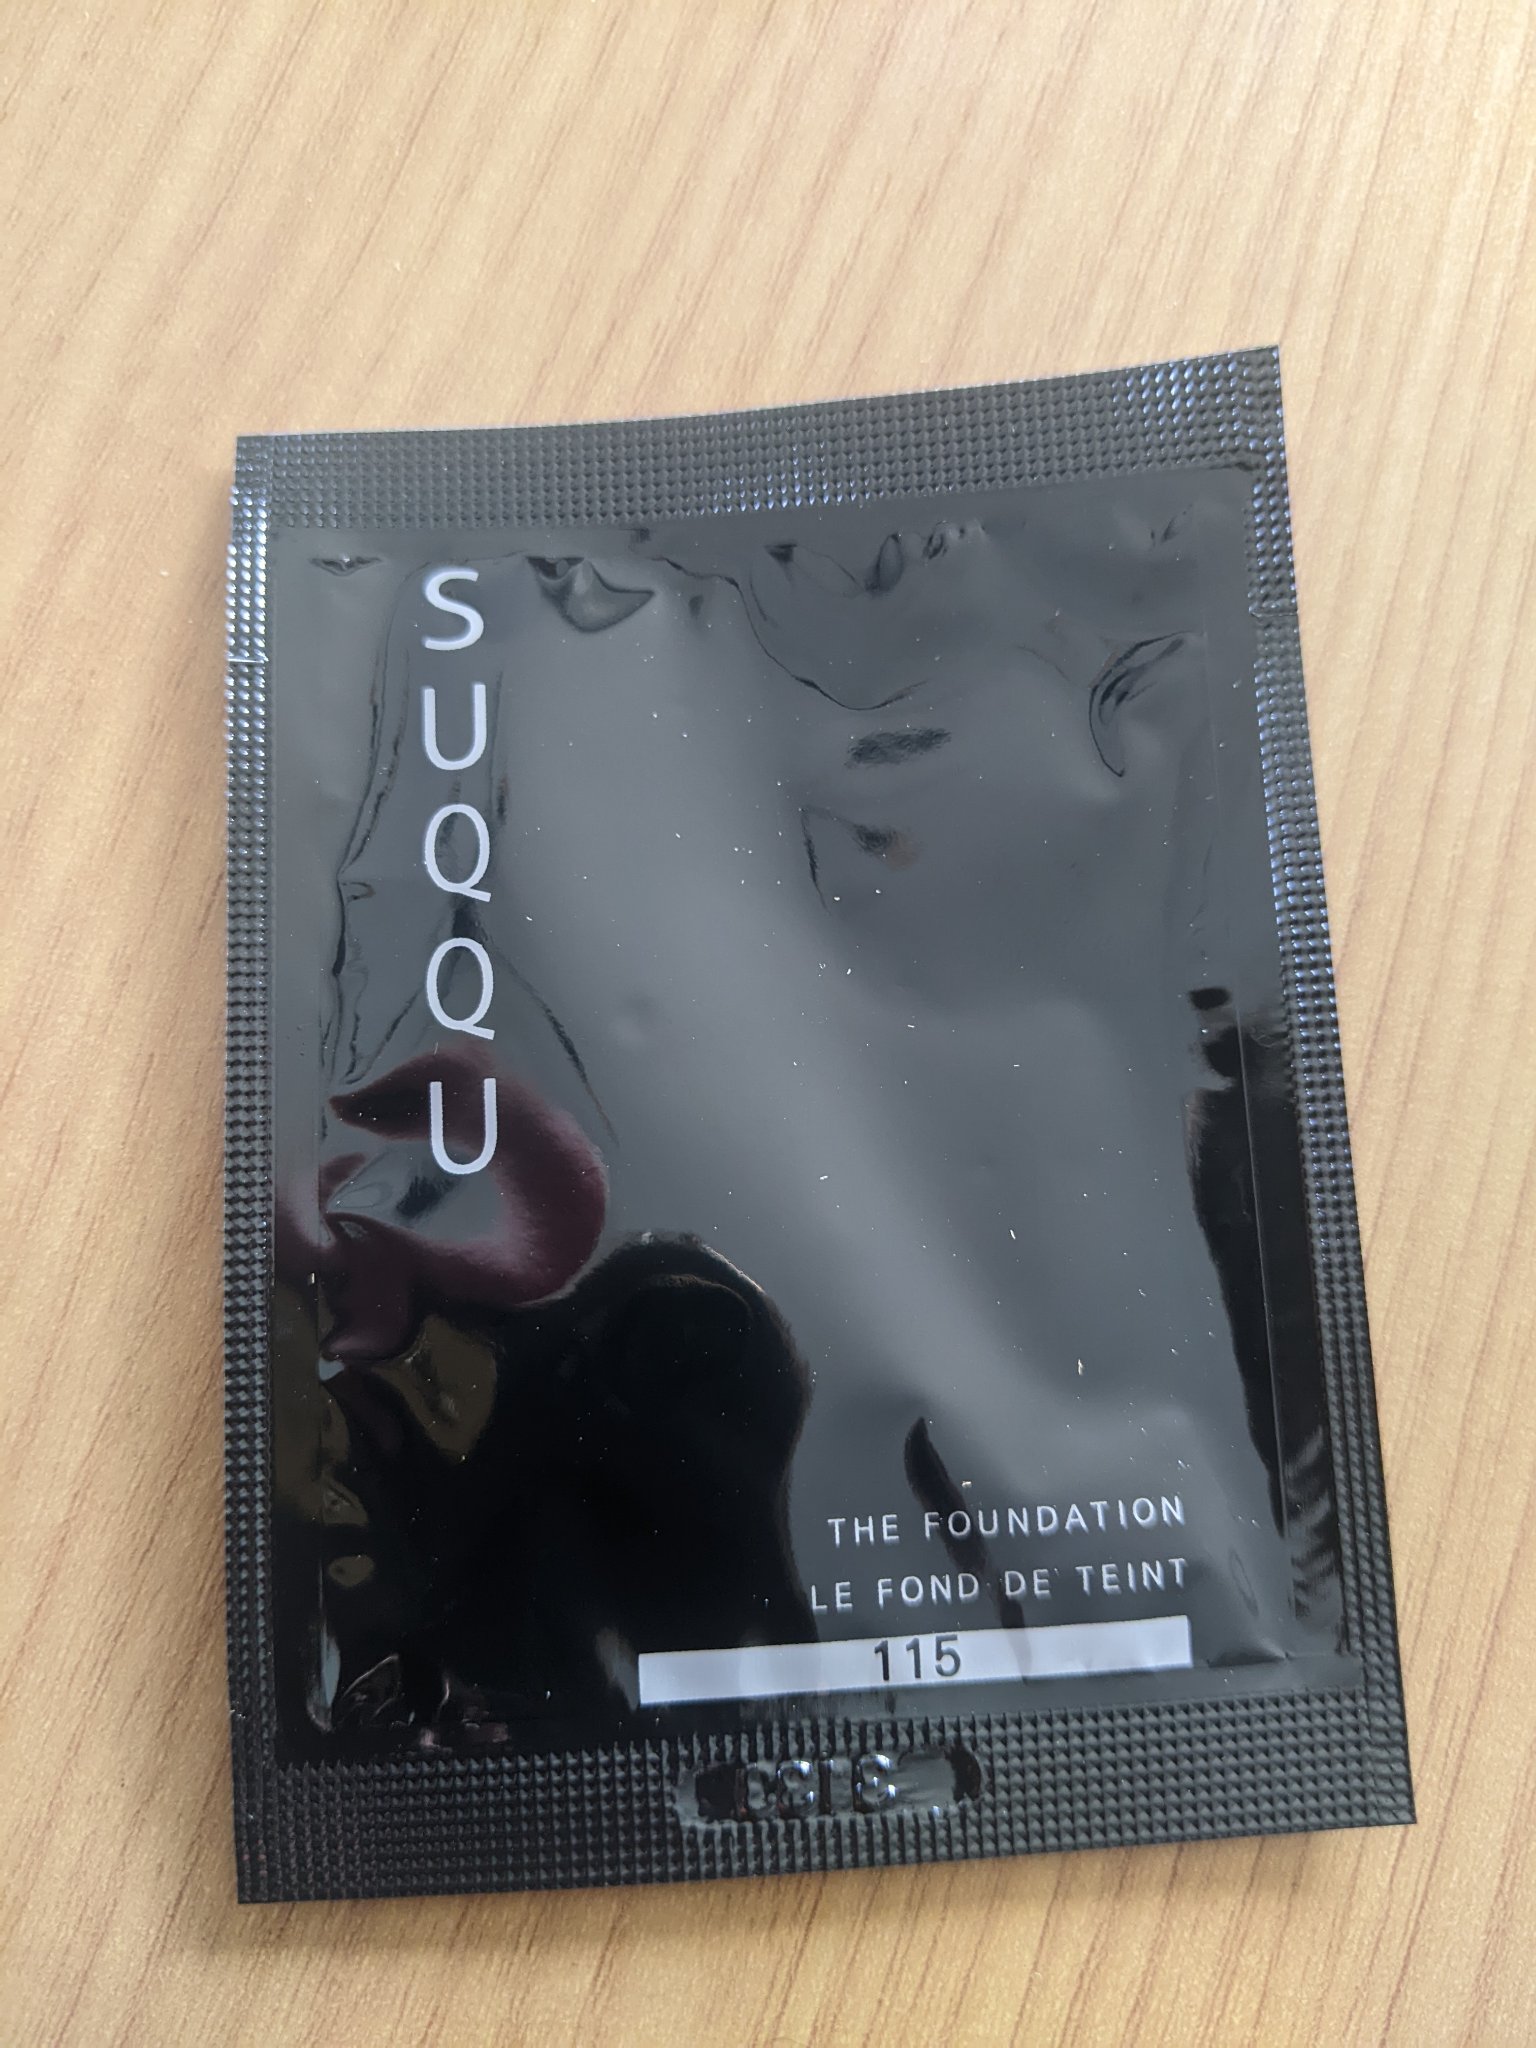 SUQQU
THE FOUNDATION
LE FOND DE TEINT
115